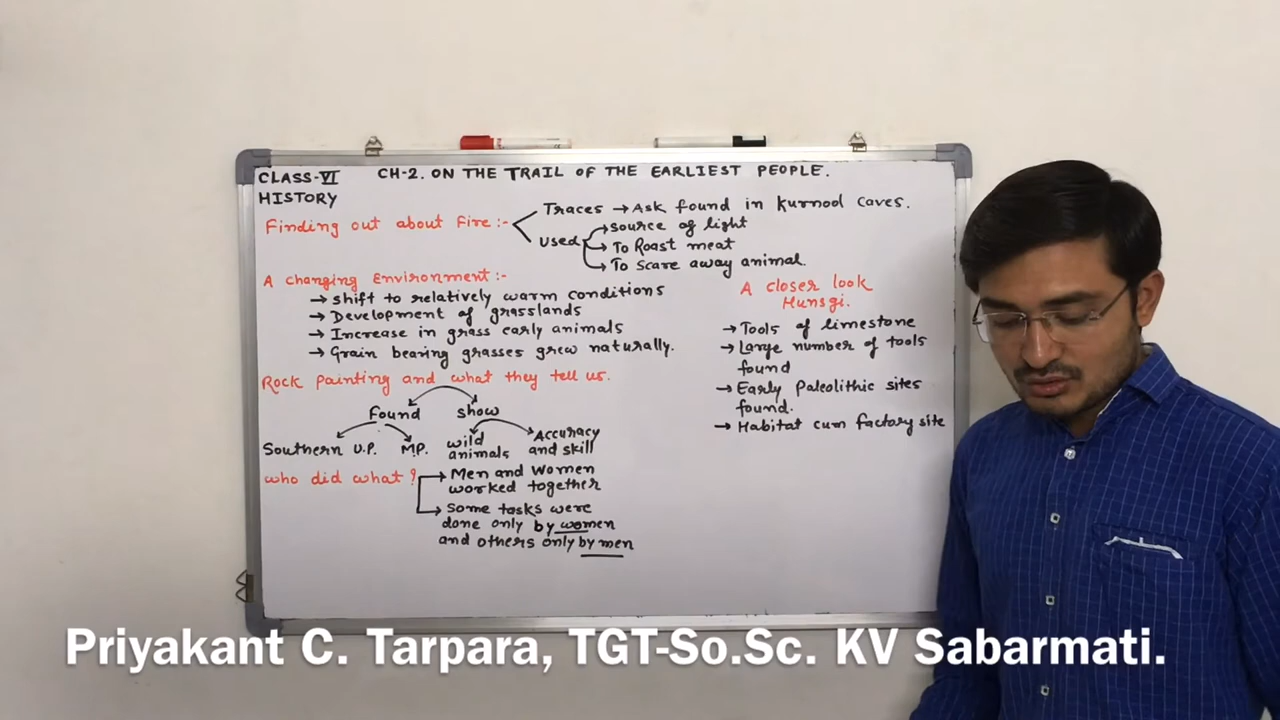 CLASS-VI CH-2. ON THE TRAIL OF THE EARLIEST PEOPLE.
HISTORY
Finding out about Fire:-
Traces → Ask found in Kurnool caves.
Used
→ source of light
→ To Roast meat
→ To scare away animal.
A changing Environment:-
→ shift to relatively warm conditions
→ Development of grasslands
→ Increase in grass early animals
→ Grain bearing grasses grew naturally.
Rock painting and what they tell us.
Found show
Southern U.P. MP. wild animals Accuracy and skill
who did what?
→ Men and women
worked together
→ Some tasks were
done only by women
and others only by men
A closer look
Hunsgi.
→ Tools of limestone
→ Large number of tools
found
→ Early Paleolithic sites
found.
→ Habitat cum factory site
Priyakant C. Tarpara, TGT-So.Sc. KV Sabarmati.